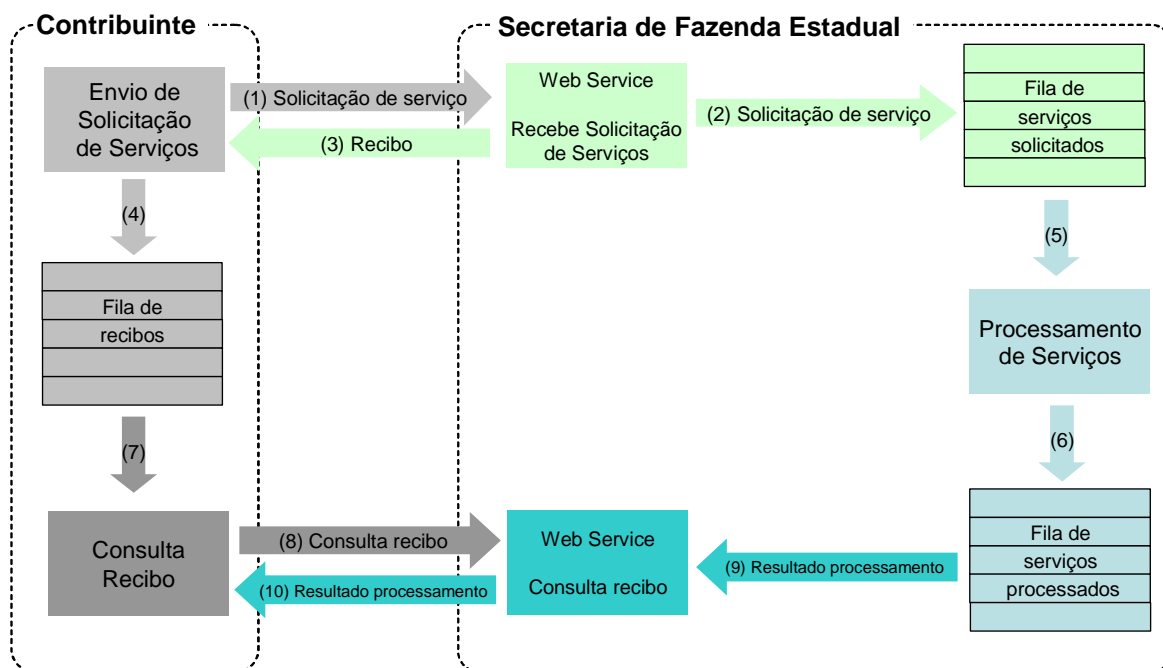 Contribuinte
Secretaria de Fazenda Estadual
Envio de
Solicitação
de Serviços
(1) Solicitação de serviço
(3) Recibo
Web Service
Recebe Solicitação
de Serviços
(2) Solicitação de serviço
Fila de
serviços
solicitados
(4)
(5)
Fila de
recibos
Processamento
de Serviços
(7)
(6)
Consulta
Recibo
(8) Consulta recibo
(10) Resultado processamento
Web Service
Consulta recibo
(9) Resultado processamento
Fila de
serviços
processados